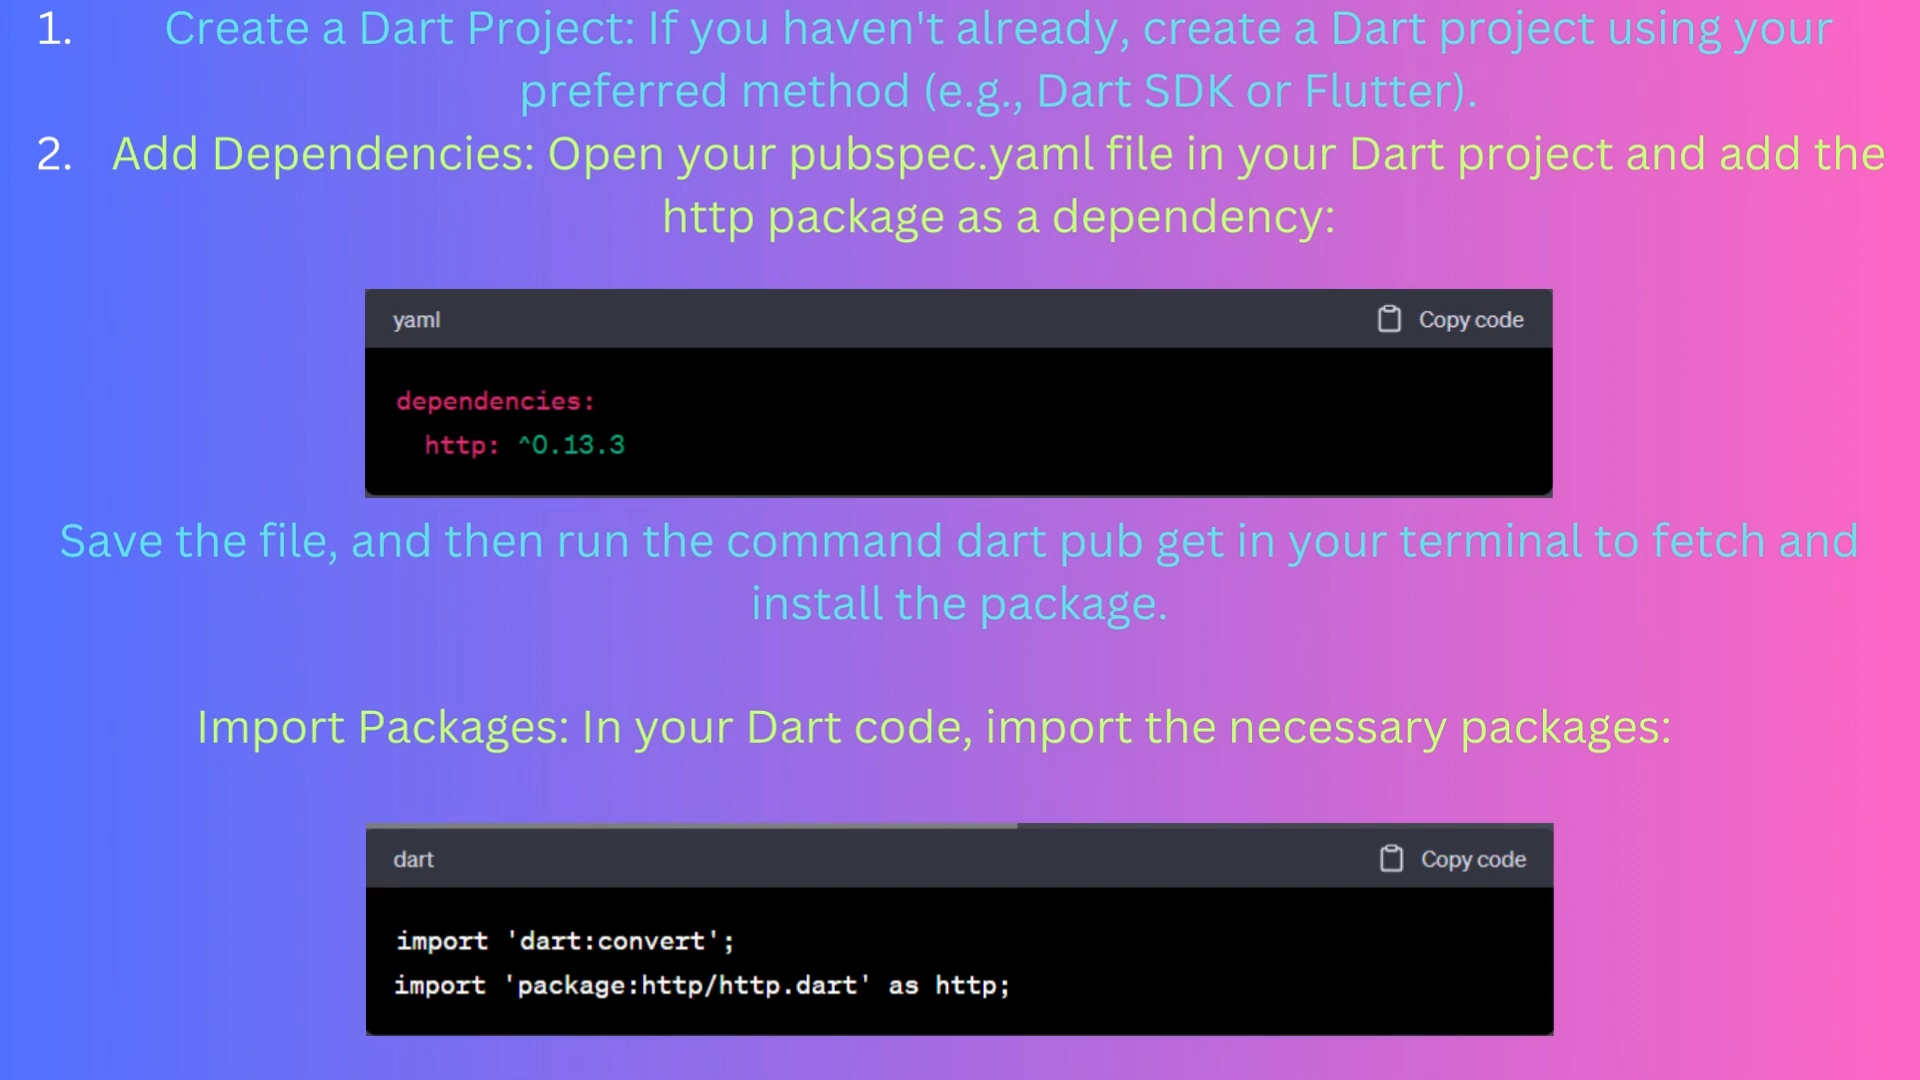 1. Create a Dart Project: If you haven't already, create a Dart project using your
preferred method (e.g., Dart SDK or Flutter).
2. Add Dependencies: Open your pubspec.yaml file in your Dart project and add the
http package as a dependency:
yaml Copy code
dependencies:
  http: ^0.13.3
Save the file, and then run the command dart pub get in your terminal to fetch and
install the package.
Import Packages: In your Dart code, import the necessary packages:
dart Copy code
import 'dart:convert';
import 'package:http/http.dart' as http;